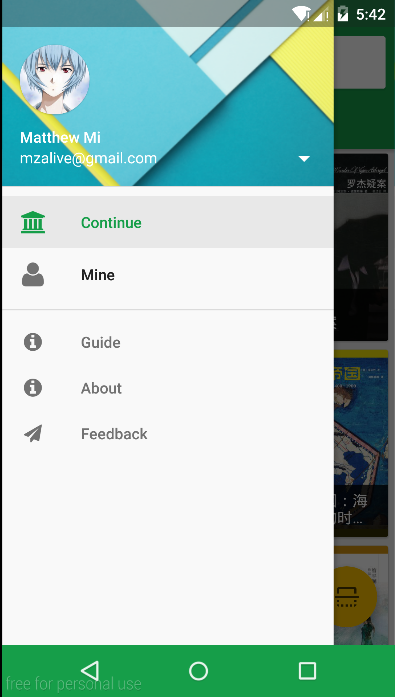 5:42
Matthew Mi
mzalive@gmail.com
罗杰疑案
Continue
Mine
Guide
About
Feedback
帝国
：海
时...
free for personal use